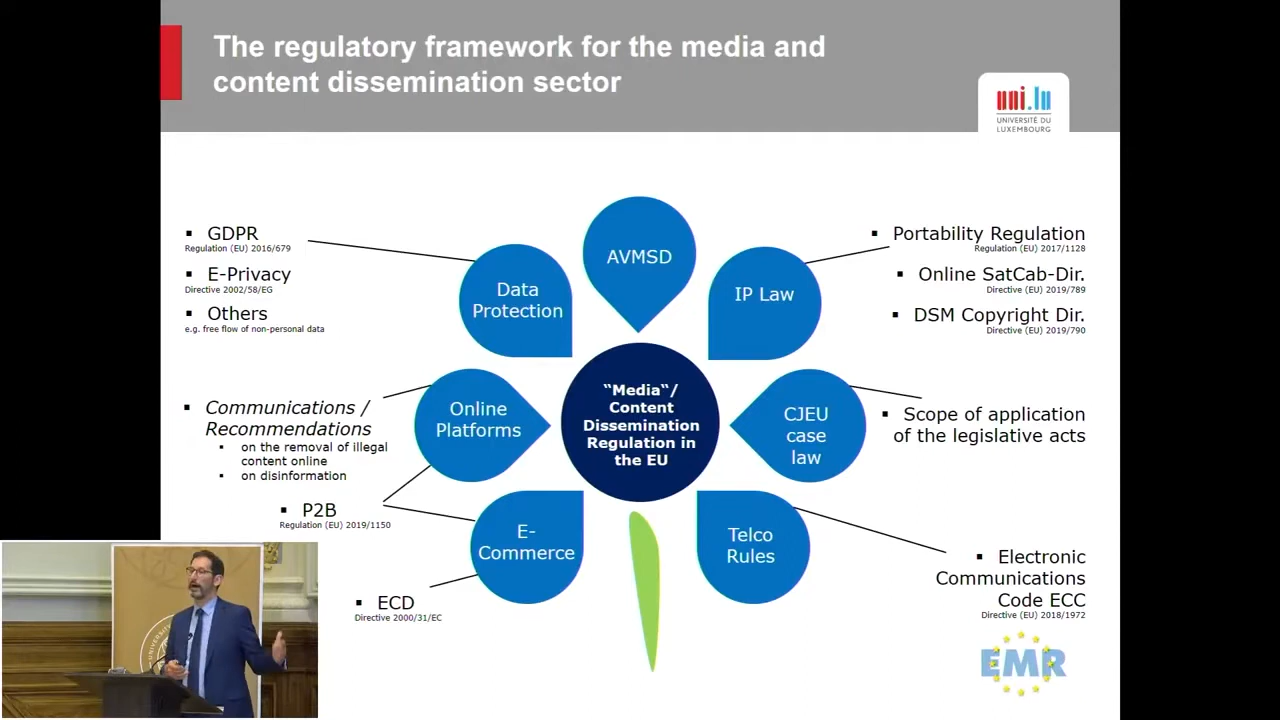 The regulatory framework for the media and
content dissemination sector
uni.lu
UNIVERSITÉ DU
LUXEMBOURG
▪ GDPR
Regulation (EU) 2016/679
▪ E-Privacy
Directive 2002/58/EG
▪ Others
e.g. free flow of non-personal data
▪ Communications /
Recommendations
▪ on the removal of illegal
content online
▪ on disinformation
▪ P2B
Regulation (EU) 2019/1150
▪ ECD
Directive 2000/31/EC
AVMSD
Data
Protection
IP Law
Online
Platforms
“Media“/
Content
Dissemination
Regulation in
the EU
CJEU
case
law
E-
Commerce
Telco
Rules
▪ Portability Regulation
Regulation (EU) 2017/1128
▪ Online SatCab-Dir.
Directive (EU) 2019/789
▪ DSM Copyright Dir.
Directive (EU) 2019/790
▪ Scope of application
of the legislative acts
▪ Electronic
Communications
Code ECC
Directive (EU) 2018/1972
EMR